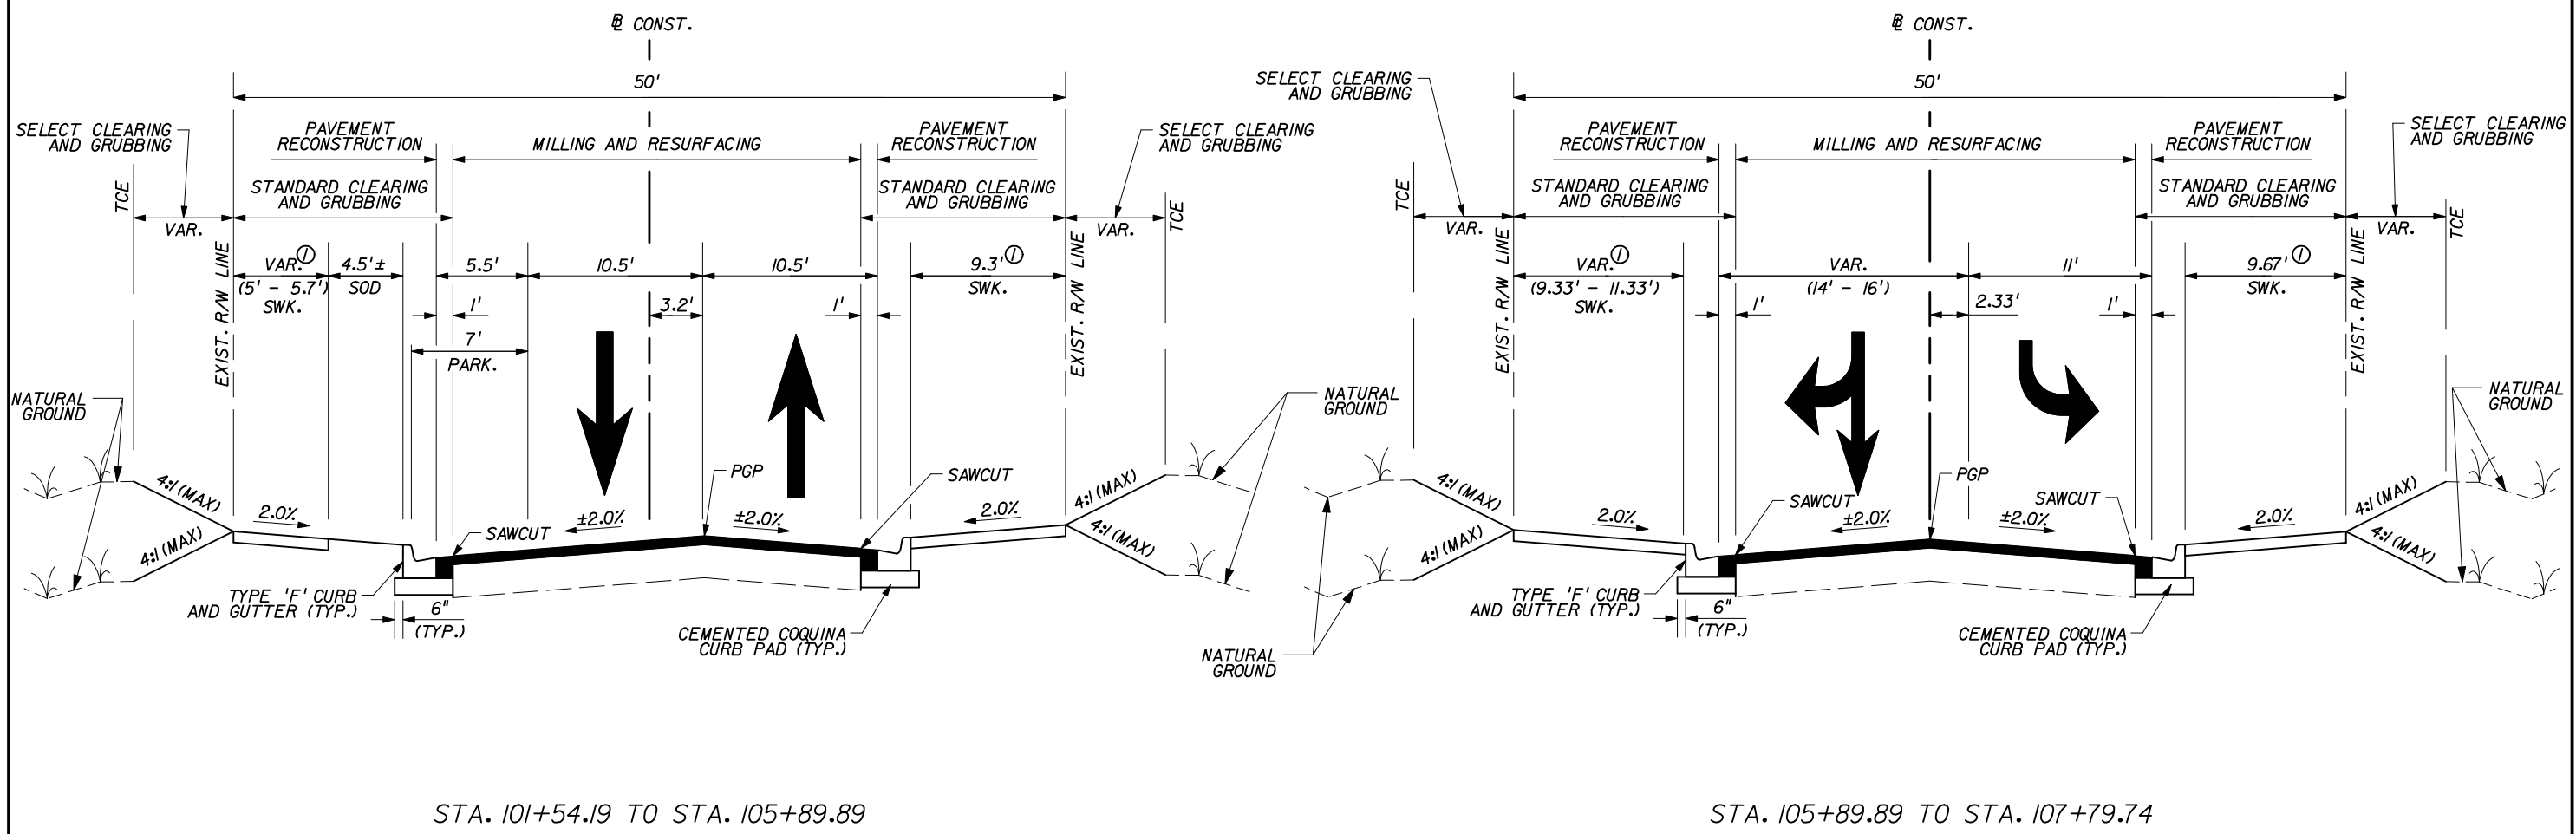 ℄ CONST.
50'
SELECT CLEARING
AND GRUBBING
PAVEMENT
RECONSTRUCTION
MILLING AND RESURFACING
PAVEMENT
RECONSTRUCTION
SELECT CLEARING
AND GRUBBING
STANDARD CLEARING
AND GRUBBING
STANDARD CLEARING
AND GRUBBING
TCE
VAR.
EXIST. R/W LINE
VAR. ①
(5' - 5.7')
SWK.
4.5'±
SOD
5.5'
10.5'
10.5'
9.3' ①
SWK.
EXIST. R/W LINE
VAR.
TCE
1'
3.2'
1'
7'
PARK.
NATURAL
GROUND
NATURAL
GROUND
PGP
SAWCUT
4:1 (MAX)
4:1 (MAX)
2.0%
SAWCUT
±2.0%
±2.0%
2.0%
4:1 (MAX)
4:1 (MAX)
TYPE 'F' CURB
AND GUTTER (TYP.)
6"
(TYP.)
CEMENTED COQUINA
CURB PAD (TYP.)
STA. 101+54.19 TO STA. 105+89.89
℄ CONST.
50'
SELECT CLEARING
AND GRUBBING
PAVEMENT
RECONSTRUCTION
MILLING AND RESURFACING
PAVEMENT
RECONSTRUCTION
SELECT CLEARING
AND GRUBBING
STANDARD CLEARING
AND GRUBBING
STANDARD CLEARING
AND GRUBBING
TCE
VAR.
EXIST. R/W LINE
VAR. ①
(9.33' - 11.33')
SWK.
VAR.
(14' - 16')
11'
9.67' ①
SWK.
EXIST. R/W LINE
VAR.
TCE
1'
2.33'
1'
NATURAL
GROUND
NATURAL
GROUND
PGP
SAWCUT
SAWCUT
4:1 (MAX)
4:1 (MAX)
2.0%
±2.0%
±2.0%
2.0%
4:1 (MAX)
4:1 (MAX)
TYPE 'F' CURB
AND GUTTER (TYP.)
6"
(TYP.)
CEMENTED COQUINA
CURB PAD (TYP.)
STA. 105+89.89 TO STA. 107+79.74